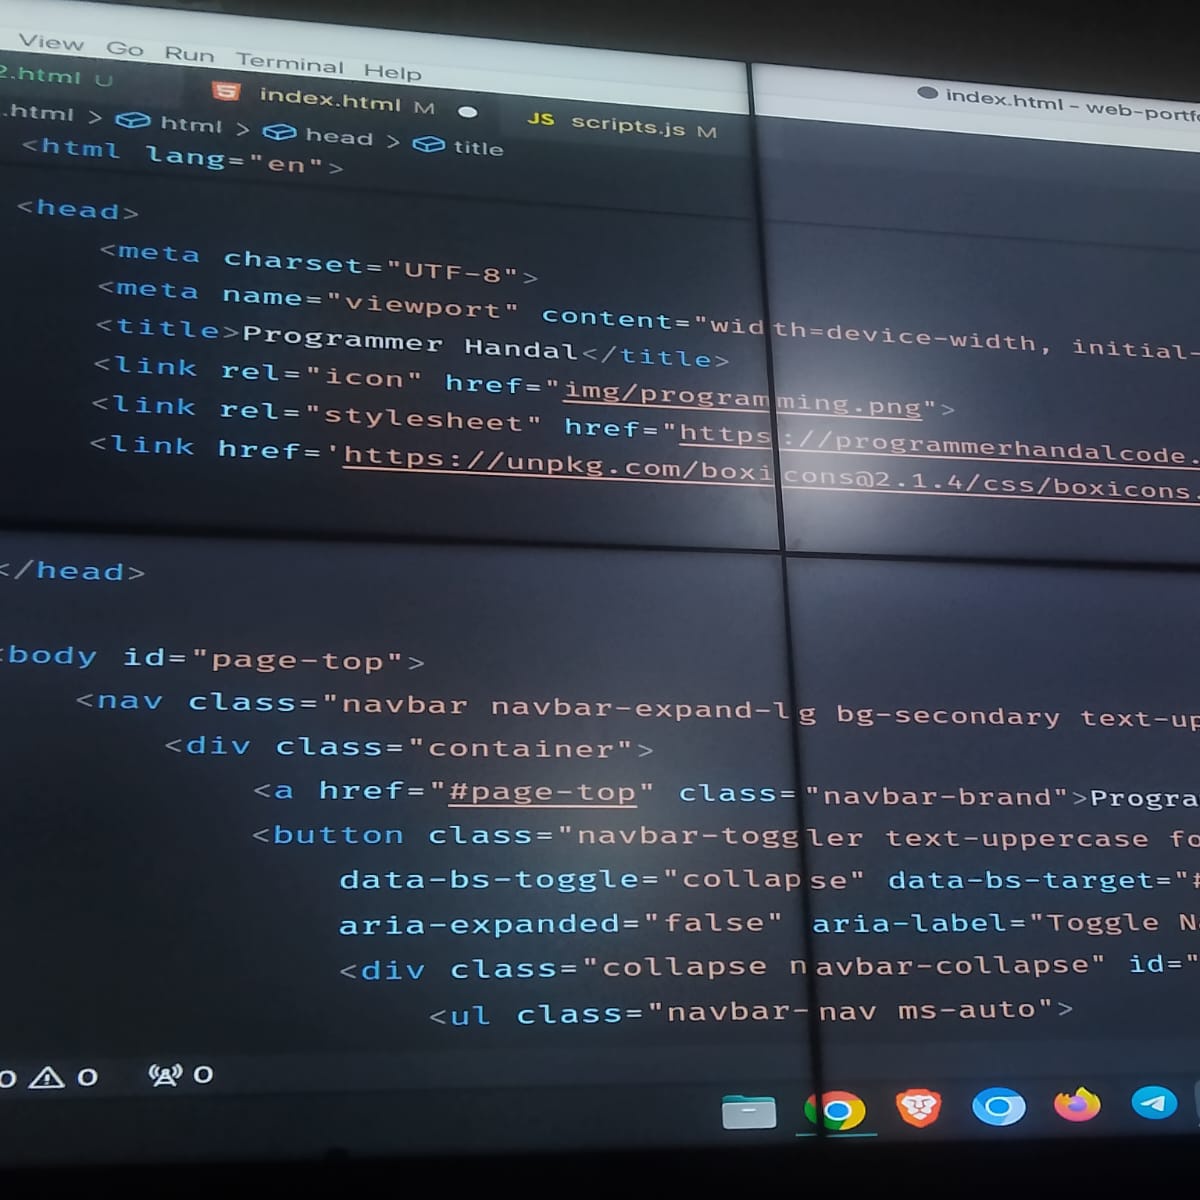 View Go Run Terminal Help
index.html - web-portfo
2.html U index.html M JS scripts.js M
.html > html > head > title
<html lang="en">
<head>
<meta charset="UTF-8">
<meta name="viewport" content="width=device-width, initial-
<title>Programmer Handal</title>
<link rel="icon" href="img/programming.png">
<link rel="stylesheet" href="https://programmerhandalcode.
<link href='https://unpkg.com/boxicons@2.1.4/css/boxicons.
</head>
<body id="page-top">
<nav class="navbar navbar-expand-lg bg-secondary text-up
<div class="container">
<a href="#page-top" class="navbar-brand">Progra
<button class="navbar-toggler text-uppercase fo
data-bs-toggle="collapse" data-bs-target="#
aria-expanded="false" aria-label="Toggle N
<div class="collapse navbar-collapse" id="
<ul class="navbar-nav ms-auto">
0 0 0